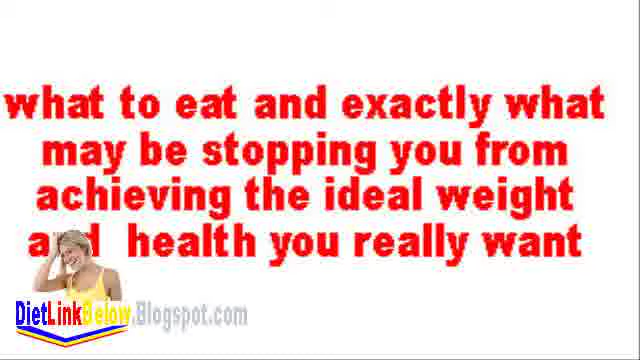 what to eat and exactly what
may be stopping you from
achieving the ideal weight
and health you really want
DietLinkBelow.Blogspot.com